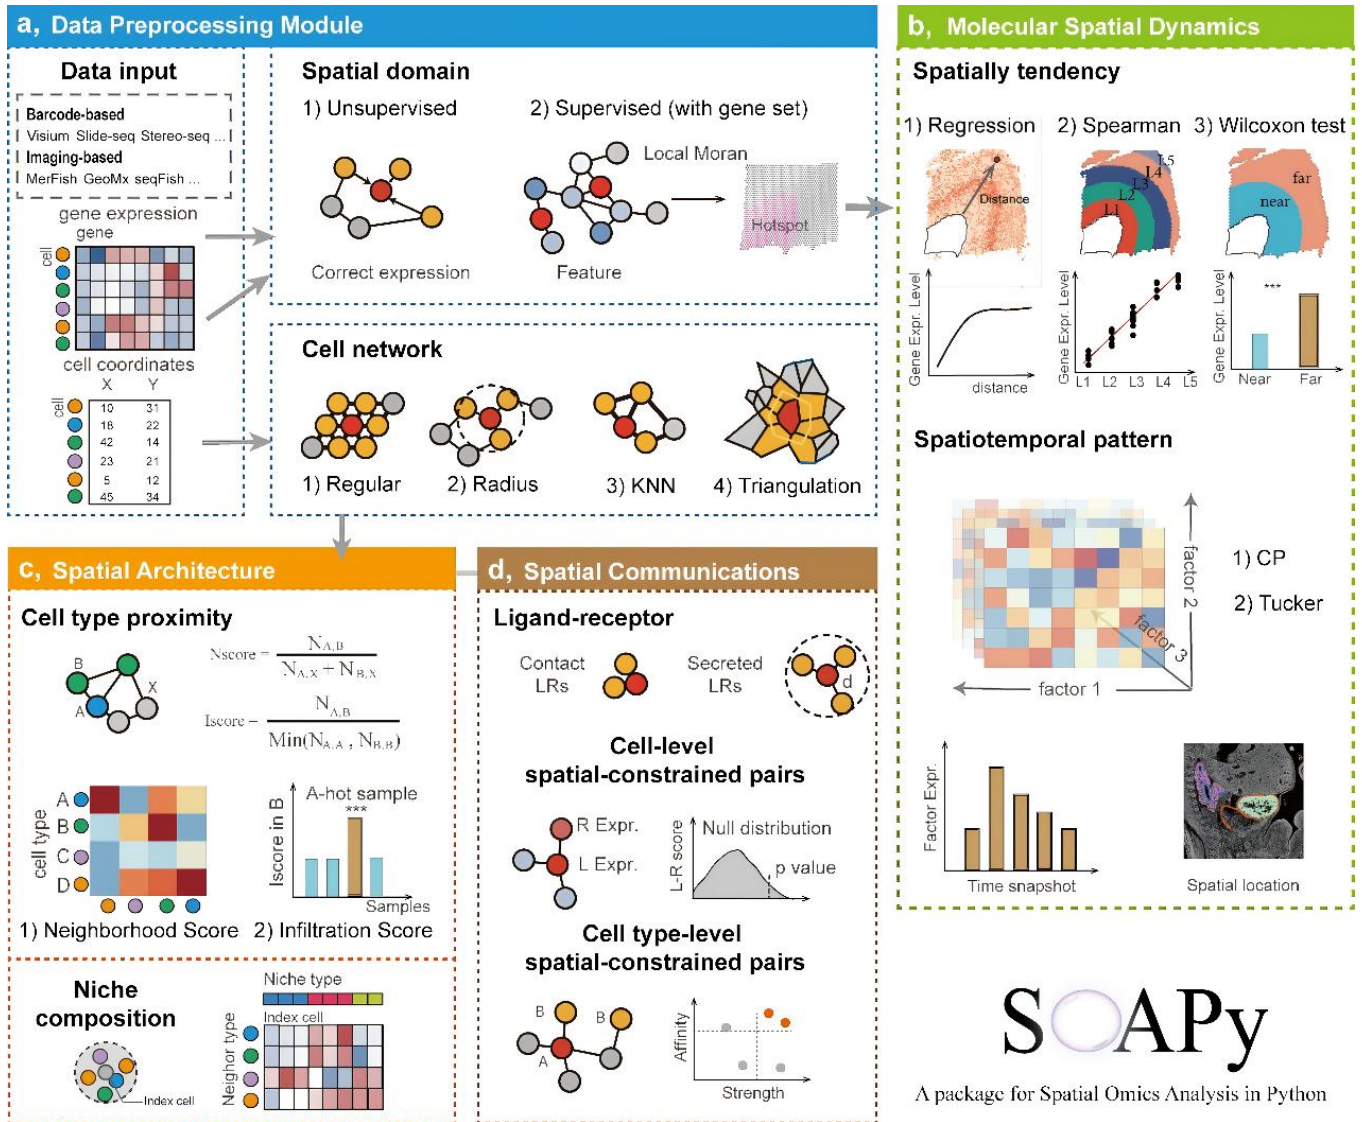 a, Data Preprocessing Module
Data input
Barcode-based
Visium Slide-seq Stereo-seq ...
Imaging-based
MerFish GeoMx seqFish ...
gene expression
gene
cell
cell coordinates
X Y
cell
10 31
18 22
42 14
23 21
5 12
45 34
Spatial domain
1) Unsupervised
2) Supervised (with gene set)
Local Moran
Hotspot
Correct expression
Feature
Cell network
1) Regular
2) Radius
3) KNN
4) Triangulation
b, Molecular Spatial Dynamics
Spatially tendency
1) Regression
2) Spearman
3) Wilcoxon test
Distance
L5
L4
L3
L2
L1
far
near
Gene Expr. Level
distance
Gene Expr. Level
L1 L2 L3 L4 L5
Gene Expr. Level
***
Near Far
Spatiotemporal pattern
factor 2
factor 3
factor 1
1) CP
2) Tucker
Factor Expr.
Time snapshot
Spatial location
c, Spatial Architecture
Cell type proximity
B
A
X
Nscore = N_A,B / N_A,X + N_B,X
Iscore = N_A,B / Min(N_A,A , N_B,B)
cell type
A
B
C
D
A-hot sample
***
Iscore in B
Samples
1) Neighborhood Score
2) Infiltration Score
Niche composition
Index cell
Niche type
Index cell
Neighor type
d, Spatial Communications
Ligand-receptor
Contact
LRs
Secreted
LRs
d
Cell-level
spatial-constrained pairs
R Expr.
L Expr.
L-R score
Null distribution
p value
Cell type-level
spatial-constrained pairs
B
B
A
Affinity
Strength
SOAPy
A package for Spatial Omics Analysis in Python